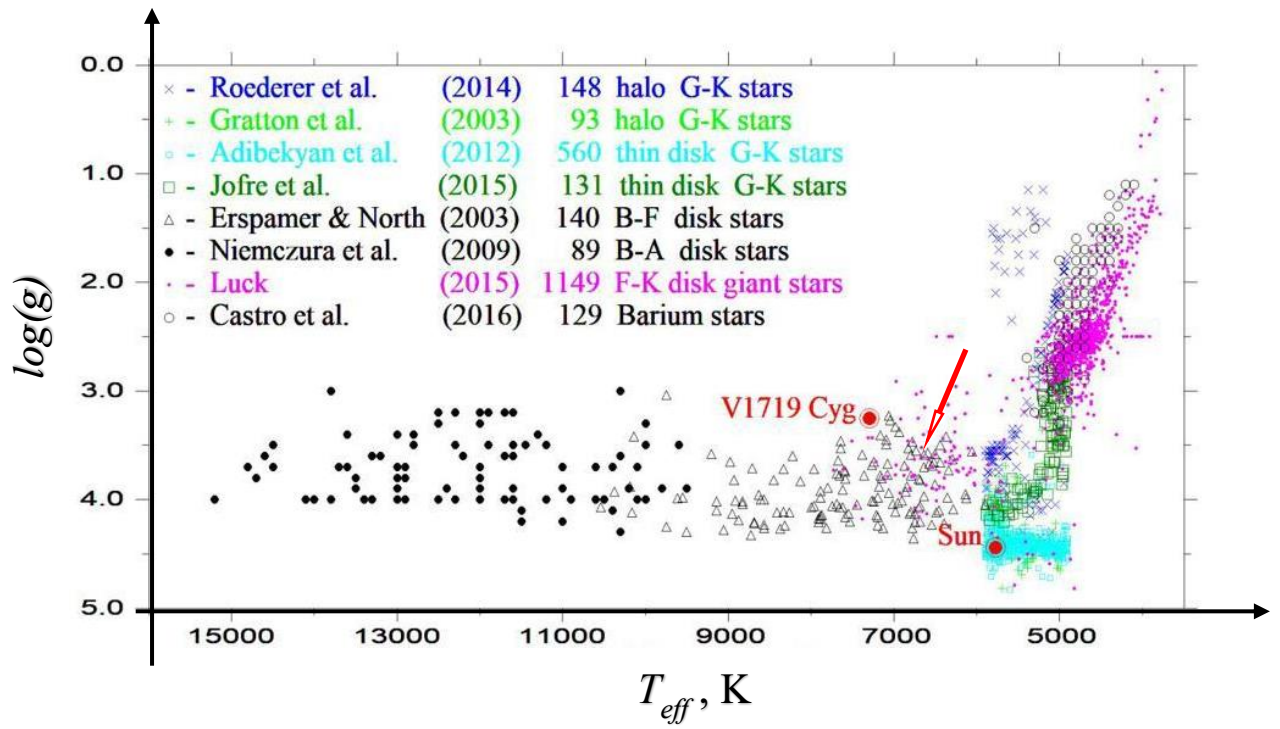 0.0
× - Roederer et al. (2014) 148 halo G-K stars
+ - Gratton et al. (2003) 93 halo G-K stars
▫ - Adibekyan et al. (2012) 560 thin disk G-K stars
1.0
□ - Jofre et al. (2015) 131 thin disk G-K stars
△ - Erspamer & North (2003) 140 B-F disk stars
• - Niemczura et al. (2009) 89 B-A disk stars
2.0
· - Luck (2015) 1149 F-K disk giant stars
○ - Castro et al. (2016) 129 Barium stars
log(g)
3.0
V1719 Cyg
4.0
Sun
5.0
15000 13000 11000 9000 7000 5000
Teff, K